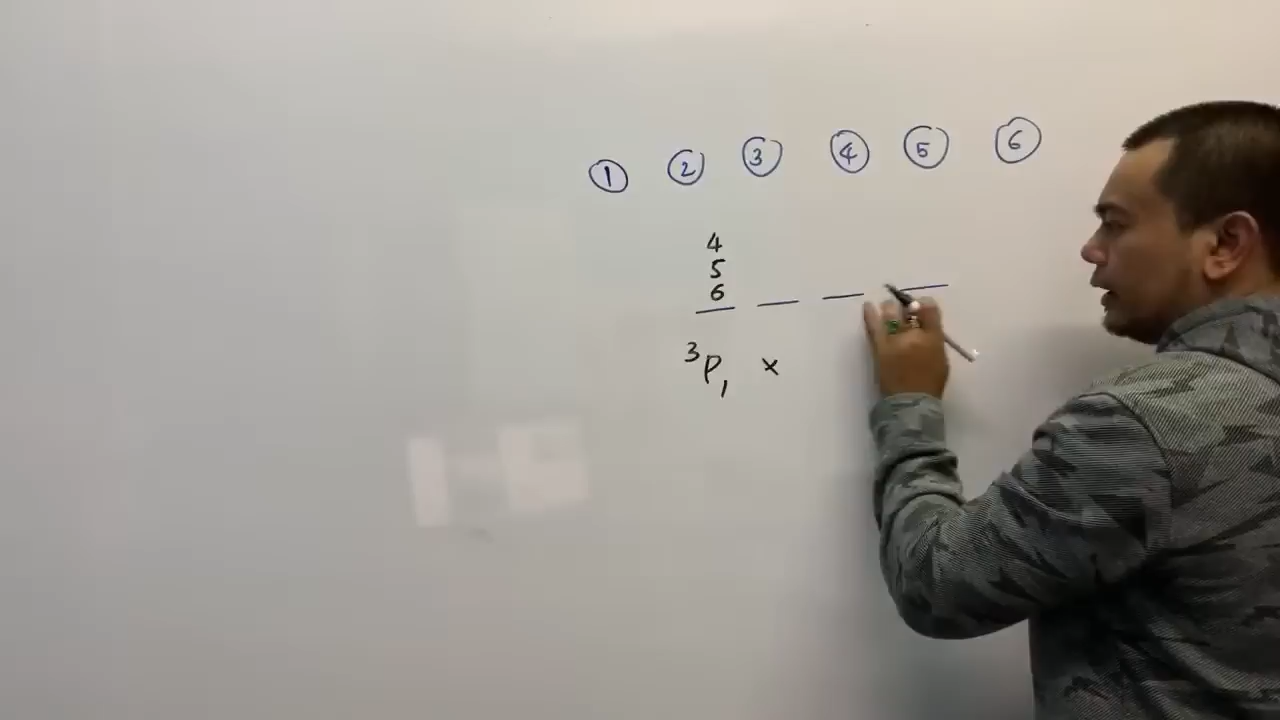 ① ② ③ ④ ⑤ ⑥
4
5
6
³P₁ ×